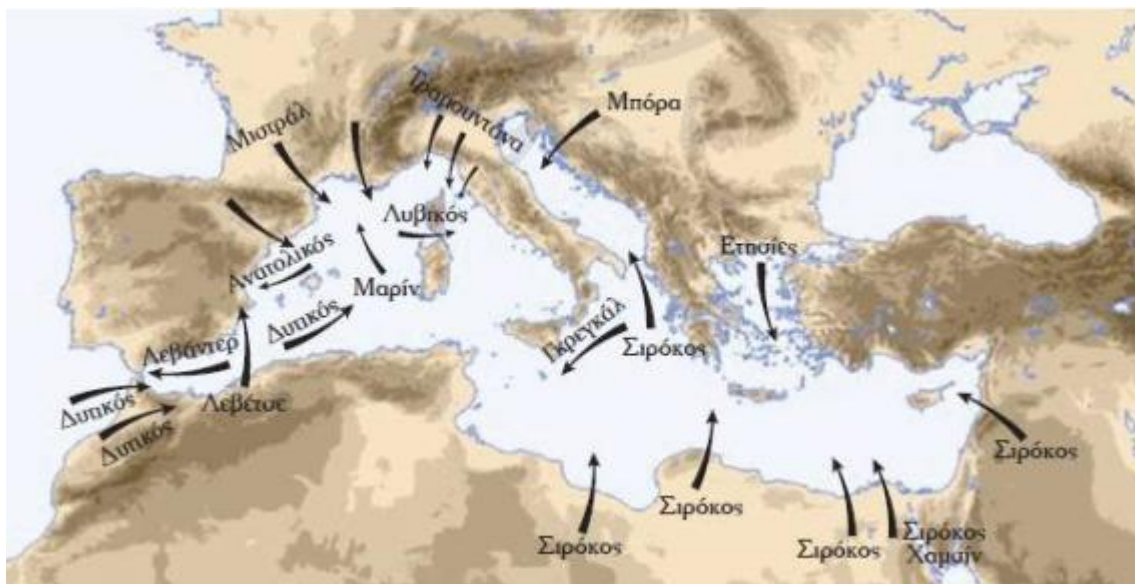 Μιστράλ
Τραμουντάνα
Μπόρα
Λυβικός
Ανατολικός
Μαρίν
Ετησίες
Δυτικός
Γκρεγκάλ
Σιρόκος
Λεβάντερ
Δυτικός
Λεβέτσε
Δυτικός
Σιρόκος
Σιρόκος
Σιρόκος
Σιρόκος
Σιρόκος
Χαμσίν